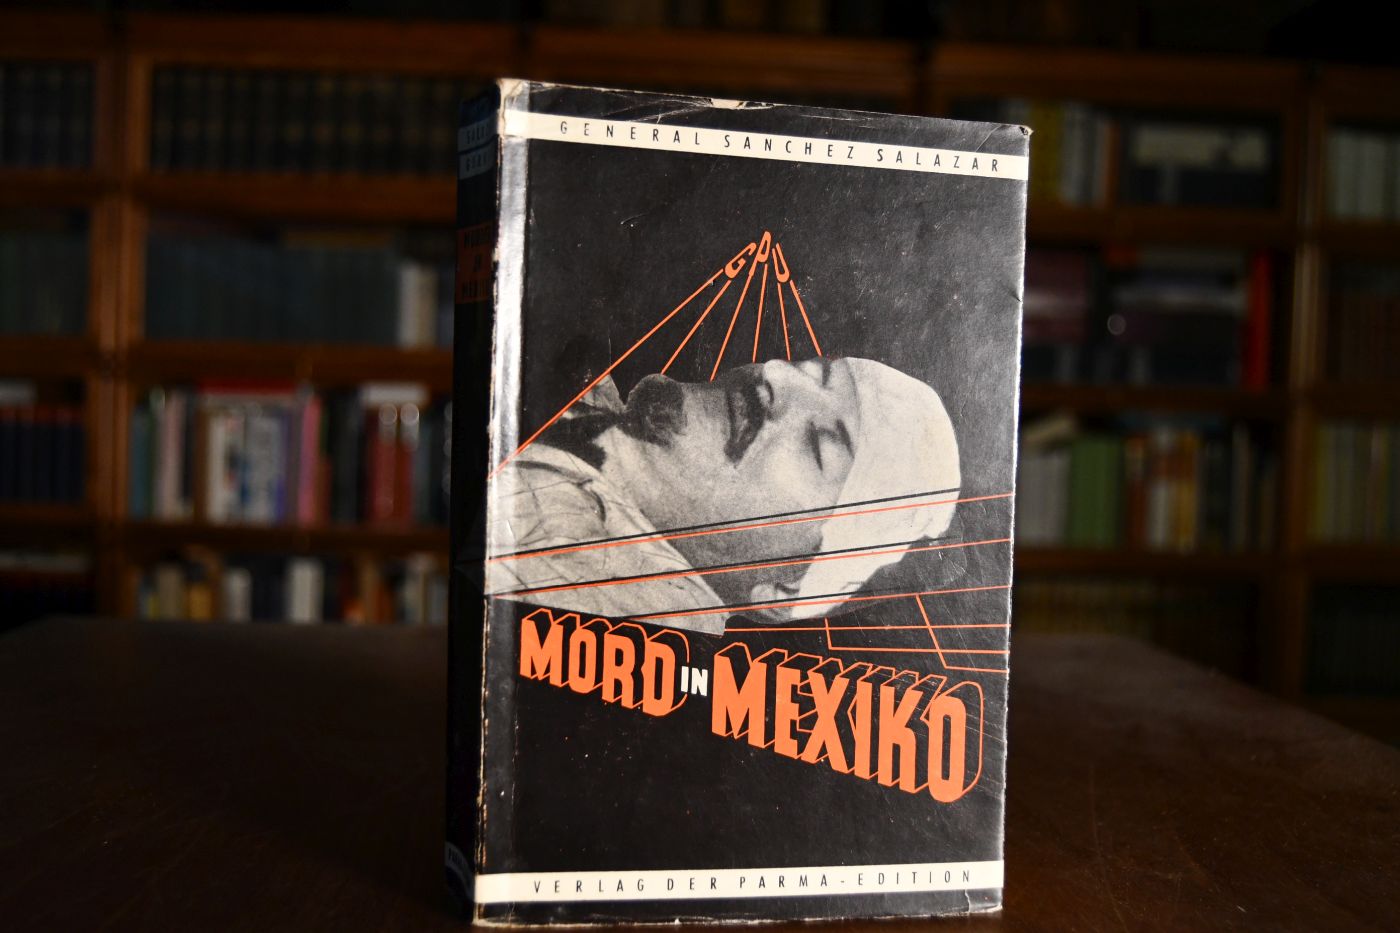 GENERAL SANCHEZ SALAZAR
GPU
MORD IN MEXIKO
VERLAG DER PARMA-EDITION